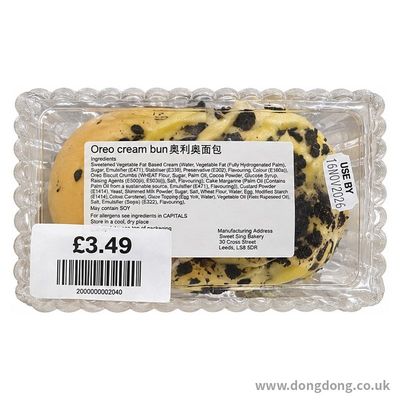 Oreo cream bun奥利奥面包
Ingredients
Sweetened Vegetable Fat Based Cream (Water, Vegetable Fat (Fully Hydrogenated Palm),
Sugar, Emulsifier (E471), Stabiliser (E339), Preservative (E202), Flavouring, Colour (E160a)),
Oreo Biscuit Crumbs (WHEAT Flour, Sugar, Palm Oil, Cocoa Powder, Glucose Syrup,
Raising Agents (E500(ii), E503(ii)), Salt, Flavouring), Cake Margarine (Palm Oil (Contains
Palm Oil from a sustainable source, Emulsifier (E471), Flavouring)), Custard Powder
(E1414), Sugar, Skimmed MILK Powder, Sugar, Salt, Yeast, Water, Egg, Modified Starch
(E1414), Colour Carotene), Glaze Topping (Egg Yolk, Water), Vegetable Oil (Rapeseed Oil),
Salt, Emulsifier (E322), Flavouring),
May contain SOY
For allergens see ingredients in CAPITALS
Store in a cool, dry place
Manufacturing Address
Sweet Sing Bakery
30 Cross Street
Leeds, LS8 5DR
£3.49
2000000002040
USE BY
16NOV2026
www.dongdong.co.uk